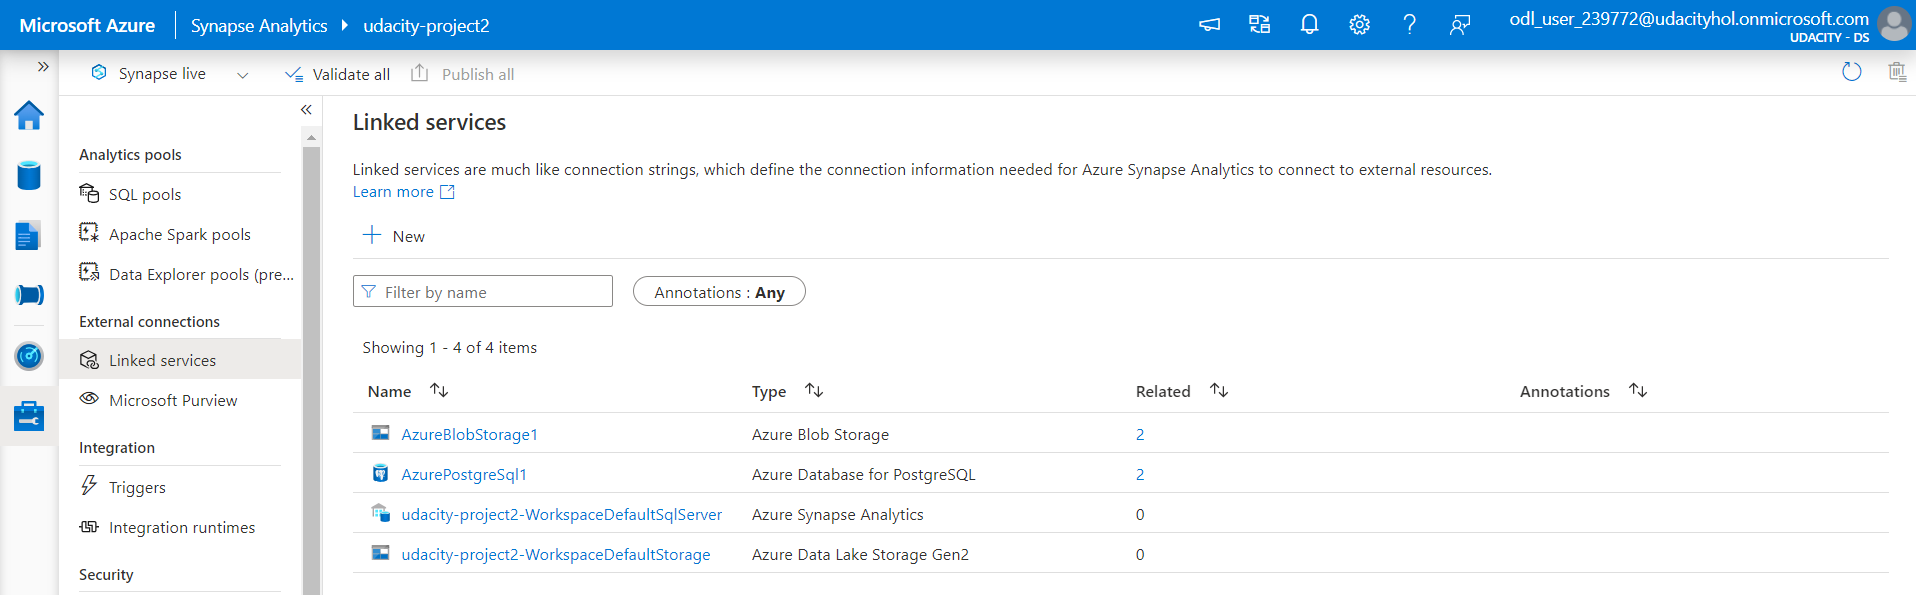 Microsoft Azure
Synapse Analytics
udacity-project2
odl_user_239772@udacityhol.onmicrosoft.com
UDACITY - DS
Synapse live
Validate all
Publish all
Analytics pools
SQL pools
Apache Spark pools
Data Explorer pools (pre...
External connections
Linked services
Microsoft Purview
Integration
Triggers
Integration runtimes
Security
Linked services
Linked services are much like connection strings, which define the connection information needed for Azure Synapse Analytics to connect to external resources.
Learn more
New
Filter by name
Annotations : Any
Showing 1 - 4 of 4 items
Name Type Related Annotations
AzureBlobStorage1 Azure Blob Storage 2
AzurePostgreSql1 Azure Database for PostgreSQL 2
udacity-project2-WorkspaceDefaultSqlServer Azure Synapse Analytics 0
udacity-project2-WorkspaceDefaultStorage Azure Data Lake Storage Gen2 0